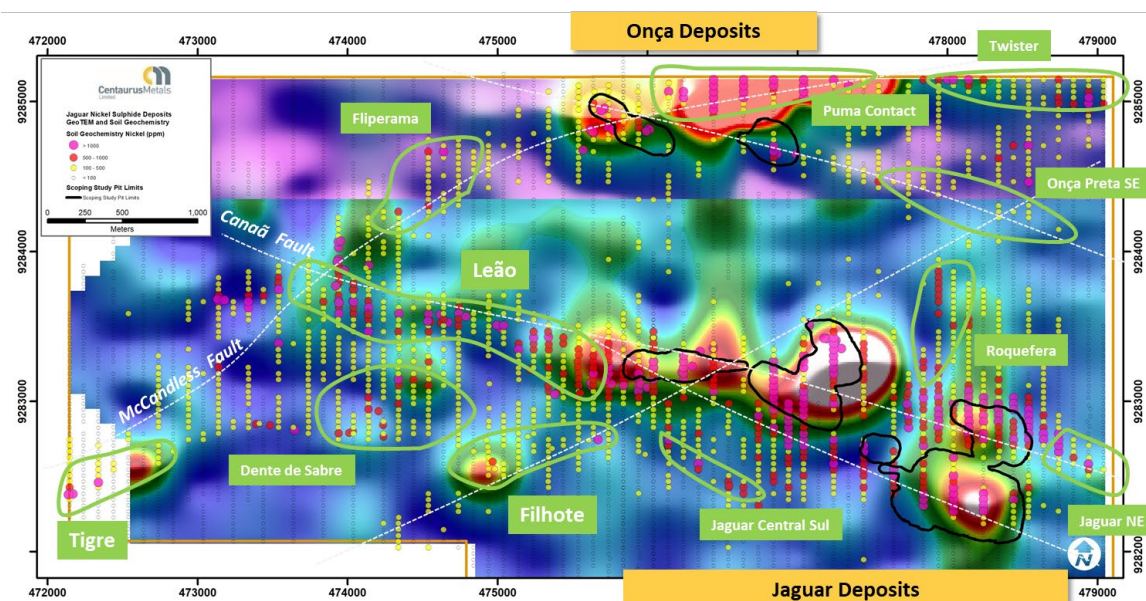 Onça Deposits
472000
473000
474000
475000
478000
479000
Twister
CentaurusMetals
Limited
Jaguar Nickel Sulphide Deposits
GeoTEM and Soil Geochemistry
Soil Geochemistry Nickel (ppm)
> 1000
500 - 1000
100 - 500
< 100
Scoping Study Pit Limits
Scoping Study Pit Limits
0 250 500 1,000
Meters
9285000
9285000
Fliperama
Puma Contact
Onça Preta SE
Canaã Fault
9284000
9284000
Leão
Roquefera
McCandless Fault
9283000
9283000
Dente de Sabre
Tigre
Filhote
Jaguar Central Sul
Jaguar NE
N
9282000
Jaguar Deposits
472000
473000
474000
475000
479000